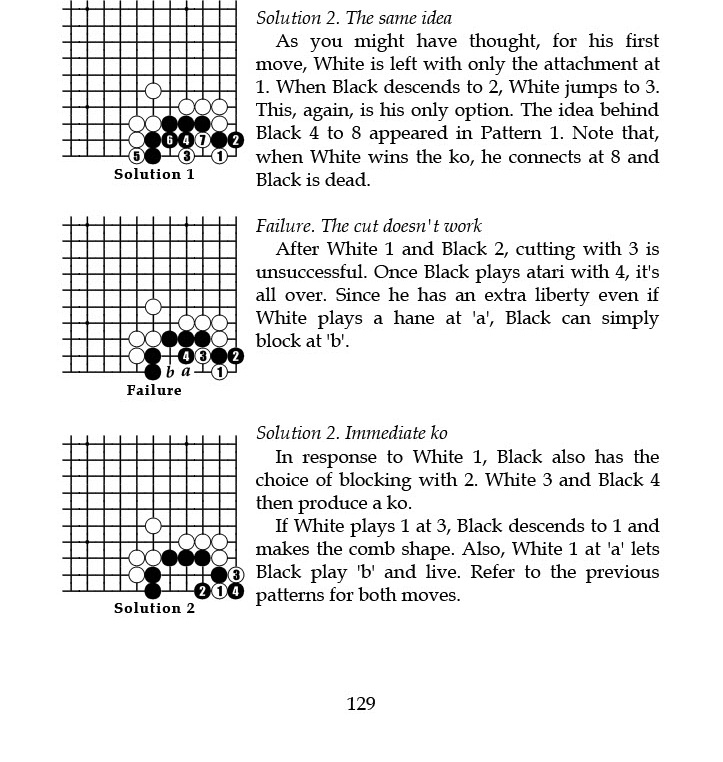 Solution 2. The same idea
As you might have thought, for his first
move, White is left with only the attachment at
1. When Black descends to 2, White jumps to 3.
This, again, is his only option. The idea behind
Black 4 to 8 appeared in Pattern 1. Note that,
when White wins the ko, he connects at 8 and
Black is dead.
6 4 7 2
5 3 1
Solution 1
Failure. The cut doesn't work
After White 1 and Black 2, cutting with 3 is
unsuccessful. Once Black plays atari with 4, it's
all over. Since he has an extra liberty even if
White plays a hane at 'a', Black can simply
block at 'b'.
4 3 2
b a 1
Failure
Solution 2. Immediate ko
In response to White 1, Black also has the
choice of blocking with 2. White 3 and Black 4
then produce a ko.
If White plays 1 at 3, Black descends to 1 and
makes the comb shape. Also, White 1 at 'a' lets
Black play 'b' and live. Refer to the previous
patterns for both moves.
3
2 1 4
Solution 2
129